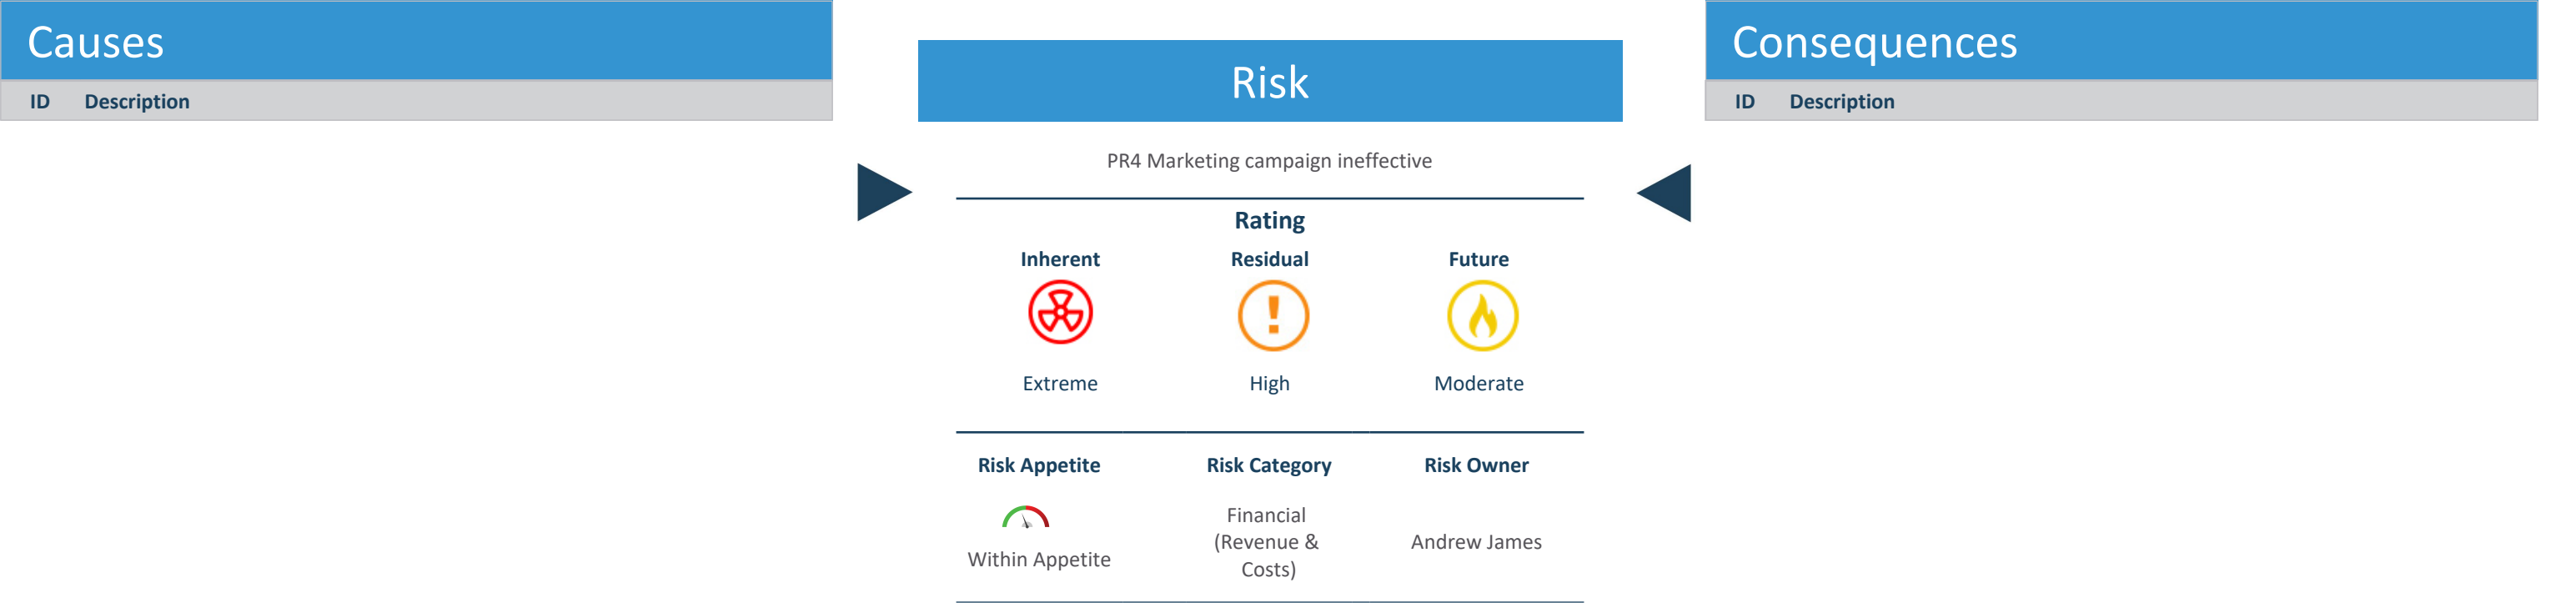 Causes
ID Description
Risk
PR4 Marketing campaign ineffective
Rating
Inherent Residual Future
Extreme High Moderate
Risk Appetite Risk Category Risk Owner
Within Appetite
Financial
(Revenue &
Costs)
Andrew James
Consequences
ID Description